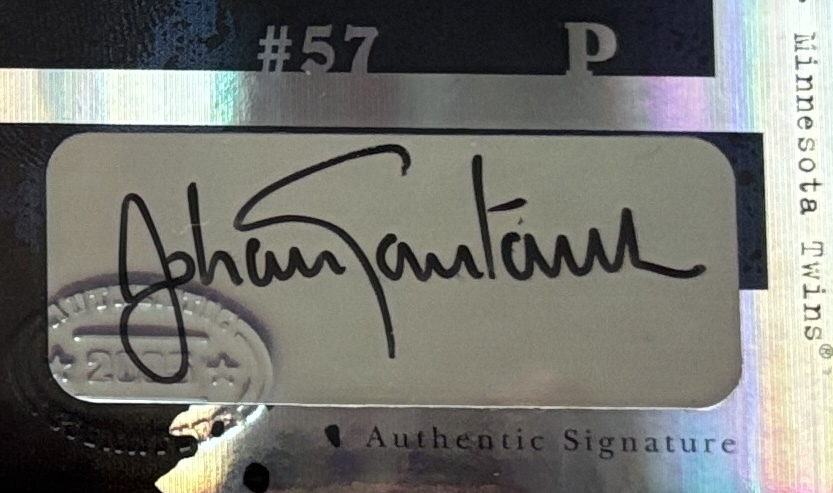 #57 P
Minnesota Twins®
Johan Santana
Authentic Signature